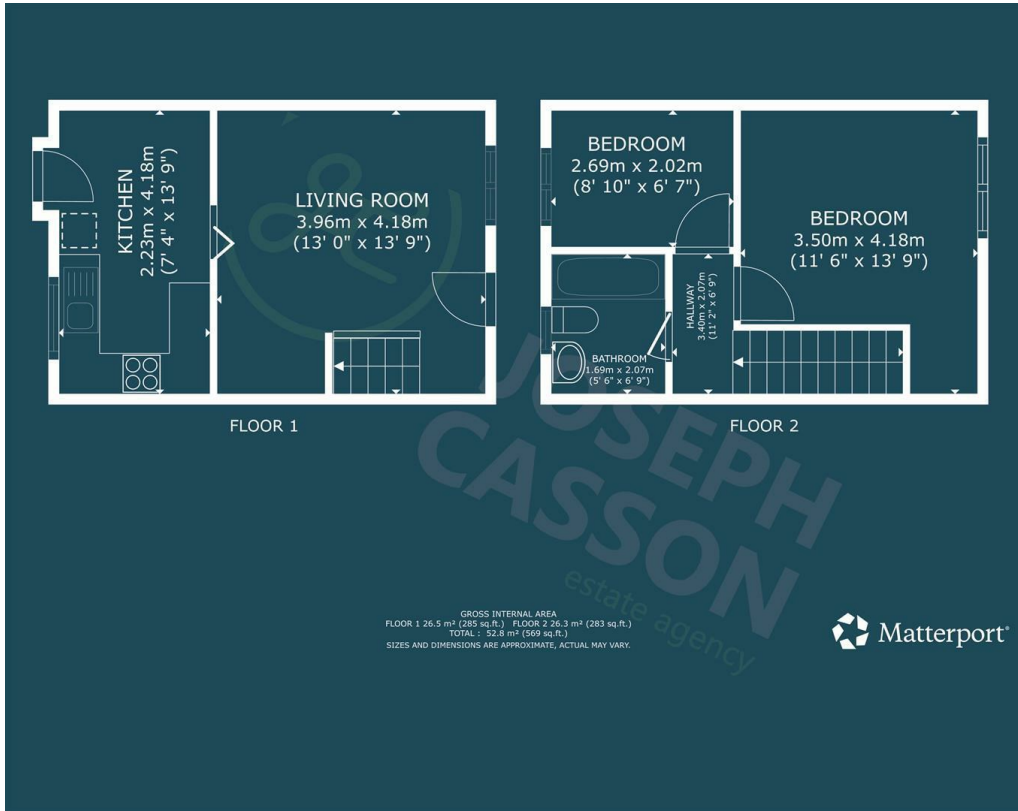 KITCHEN
2.23m x 4.18m
(7' 4" x 13' 9")
LIVING ROOM
3.96m x 4.18m
(13' 0" x 13' 9")
FLOOR 1
BEDROOM
2.69m x 2.02m
(8' 10" x 6' 7")
BEDROOM
3.50m x 4.18m
(11' 6" x 13' 9")
HALLWAY
3.40m x 2.07m
(11' 2" x 6' 9")
BATHROOM
1.69m x 2.07m
(5' 6" x 6' 9")
FLOOR 2
JOSEPH
CASSON
estate agency
GROSS INTERNAL AREA
FLOOR 1 26.5 m² (285 sq.ft.) FLOOR 2 26.3 m² (283 sq.ft.)
TOTAL : 52.8 m² (569 sq.ft.)
SIZES AND DIMENSIONS ARE APPROXIMATE, ACTUAL MAY VARY.
Matterport®